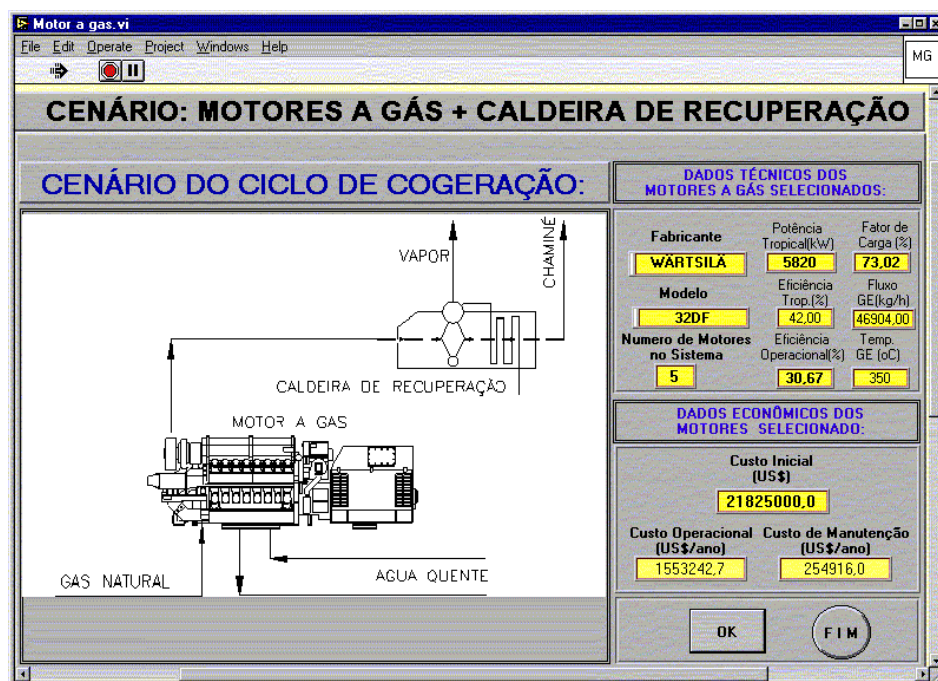 Motor a gas.vi
File Edit Operate Project Windows Help
MG
CENÁRIO: MOTORES A GÁS + CALDEIRA DE RECUPERAÇÃO
CENÁRIO DO CICLO DE COGERAÇÃO:
VAPOR
CHAMINÉ
CALDEIRA DE RECUPERAÇÃO
MOTOR A GAS
GAS NATURAL
AGUA QUENTE
DADOS TÉCNICOS DOS
MOTORES A GÁS SELECIONADOS:
Fabricante
WÄRTSILÄ
Potência
Tropical(kW)
5820
Fator de
Carga (%)
73,02
Modelo
32DF
Eficiência
Trop.(%)
42,00
Fluxo
GE(kg/h)
46904,00
Numero de Motores
no Sistema
5
Eficiência
Operacional(%)
30,67
Temp.
GE (oC)
350
DADOS ECONÔMICOS DOS
MOTORES SELECIONADO:
Custo Inicial
(US$)
21825000,0
Custo Operacional
(US$/ano)
1553242,7
Custo de Manutenção
(US$/ano)
254916,0
OK
FIM